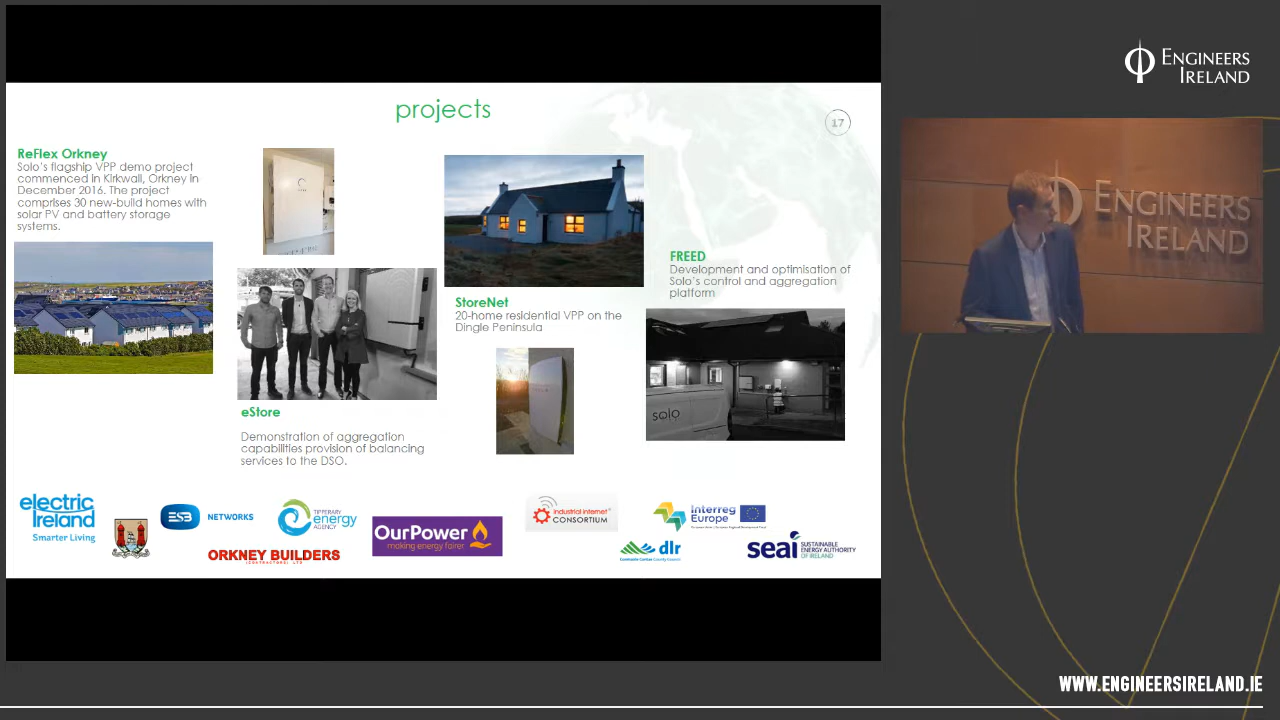 projects
17
ReFlex Orkney
Solo's flagship VPP demo project
commenced in Kirkwall, Orkney in
December 2016. The project
comprises 30 new-build homes with
solar PV and battery storage
systems.
eStore
Demonstration of aggregation
capabilities provision of balancing
services to the DSO.
StoreNet
20-home residential VPP on the
Dingle Peninsula
FREED
Development and optimisation of
Solo's control and aggregation
platform
solo
electric
Ireland
Smarter Living
ESB
NETWORKS
ORKNEY BUILDERS
(CONTRACTORS) LTD
TIPPERARY
energy
AGENCY
OurPower
making energy fairer
industrial internet
CONSORTIUM
Interreg
Europe
dlr
seai
SUSTAINABLE
ENERGY AUTHORITY
OF IRELAND
ENGINEERS
IRELAND
ENGINEERS
IRELAND
WWW.ENGINEERSIRELAND.IE